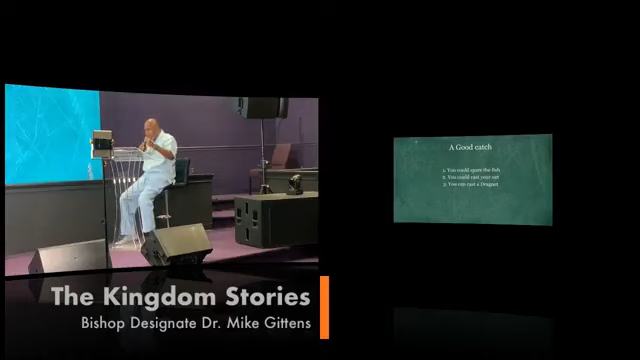 A Good catch
1. You could spare the fish
2. You could cast your net
3. You can cast a Dragnet
The Kingdom Stories
Bishop Designate Dr. Mike Gittens